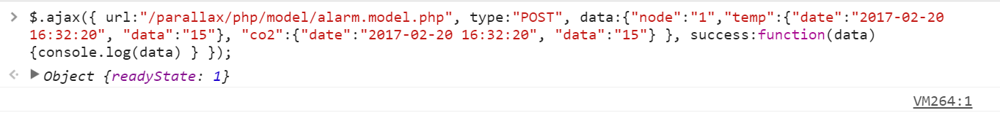 > $.ajax({ url:"/parallax/php/model/alarm.model.php", type:"POST", data:{"node":"1","temp":{"date":"2017-02-20
16:32:20", "data":"15"}, "co2":{"date":"2017-02-20 16:32:20", "data":"15"} }, success:function(data)
{console.log(data) } });
Object {readyState: 1}
VM264:1